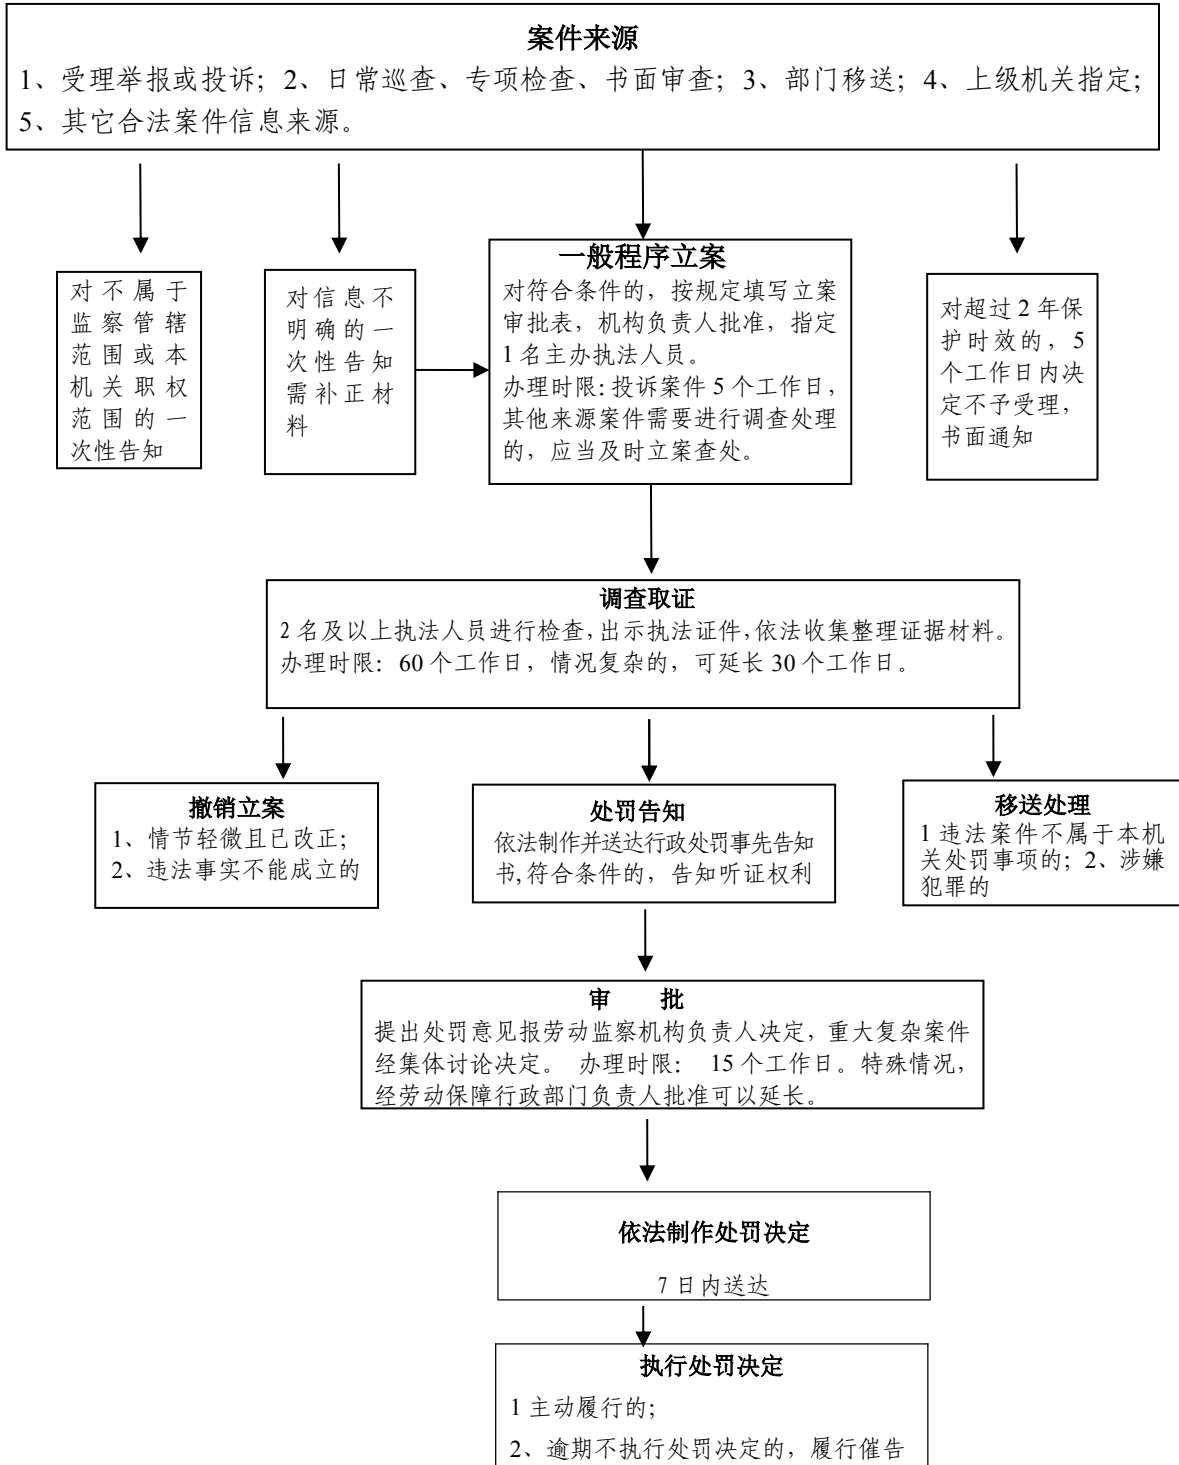 案件来源
1、受理举报或投诉；2、日常巡查、专项检查、书面审查；3、部门移送；4、上级机关指定；
5、其它合法案件信息来源。
对不属于
监察管辖
范围或本
机关职权
范围的一
次性告知
对信息不
明确的一
次性告知
需补正材
料
一般程序立案
对符合条件的，按规定填写立案
审批表，机构负责人批准，指定
1名主办执法人员。
办理时限：投诉案件 5 个工作日，
其他来源案件需要进行调查处理
的，应当及时立案查处。
对超过 2 年保
护时效的，5
个工作日内决
定不予受理，
书面通知
调查取证
2 名及以上执法人员进行检查，出示执法证件，依法收集整理证据材料。
办理时限：60 个工作日，情况复杂的，可延长 30 个工作日。
撤销立案
1、情节轻微且已改正；
2、违法事实不能成立的
处罚告知
依法制作并送达行政处罚事先告知
书,符合条件的，告知听证权利
移送处理
1 违法案件不属于本机
关处罚事项的；2、涉嫌
犯罪的
审 批
提出处罚意见报劳动监察机构负责人决定，重大复杂案件
经集体讨论决定。 办理时限： 15 个工作日。特殊情况，
经劳动保障行政部门负责人批准可以延长。
依法制作处罚决定
7 日内送达
执行处罚决定
1 主动履行的；
2、逾期不执行处罚决定的，履行催告